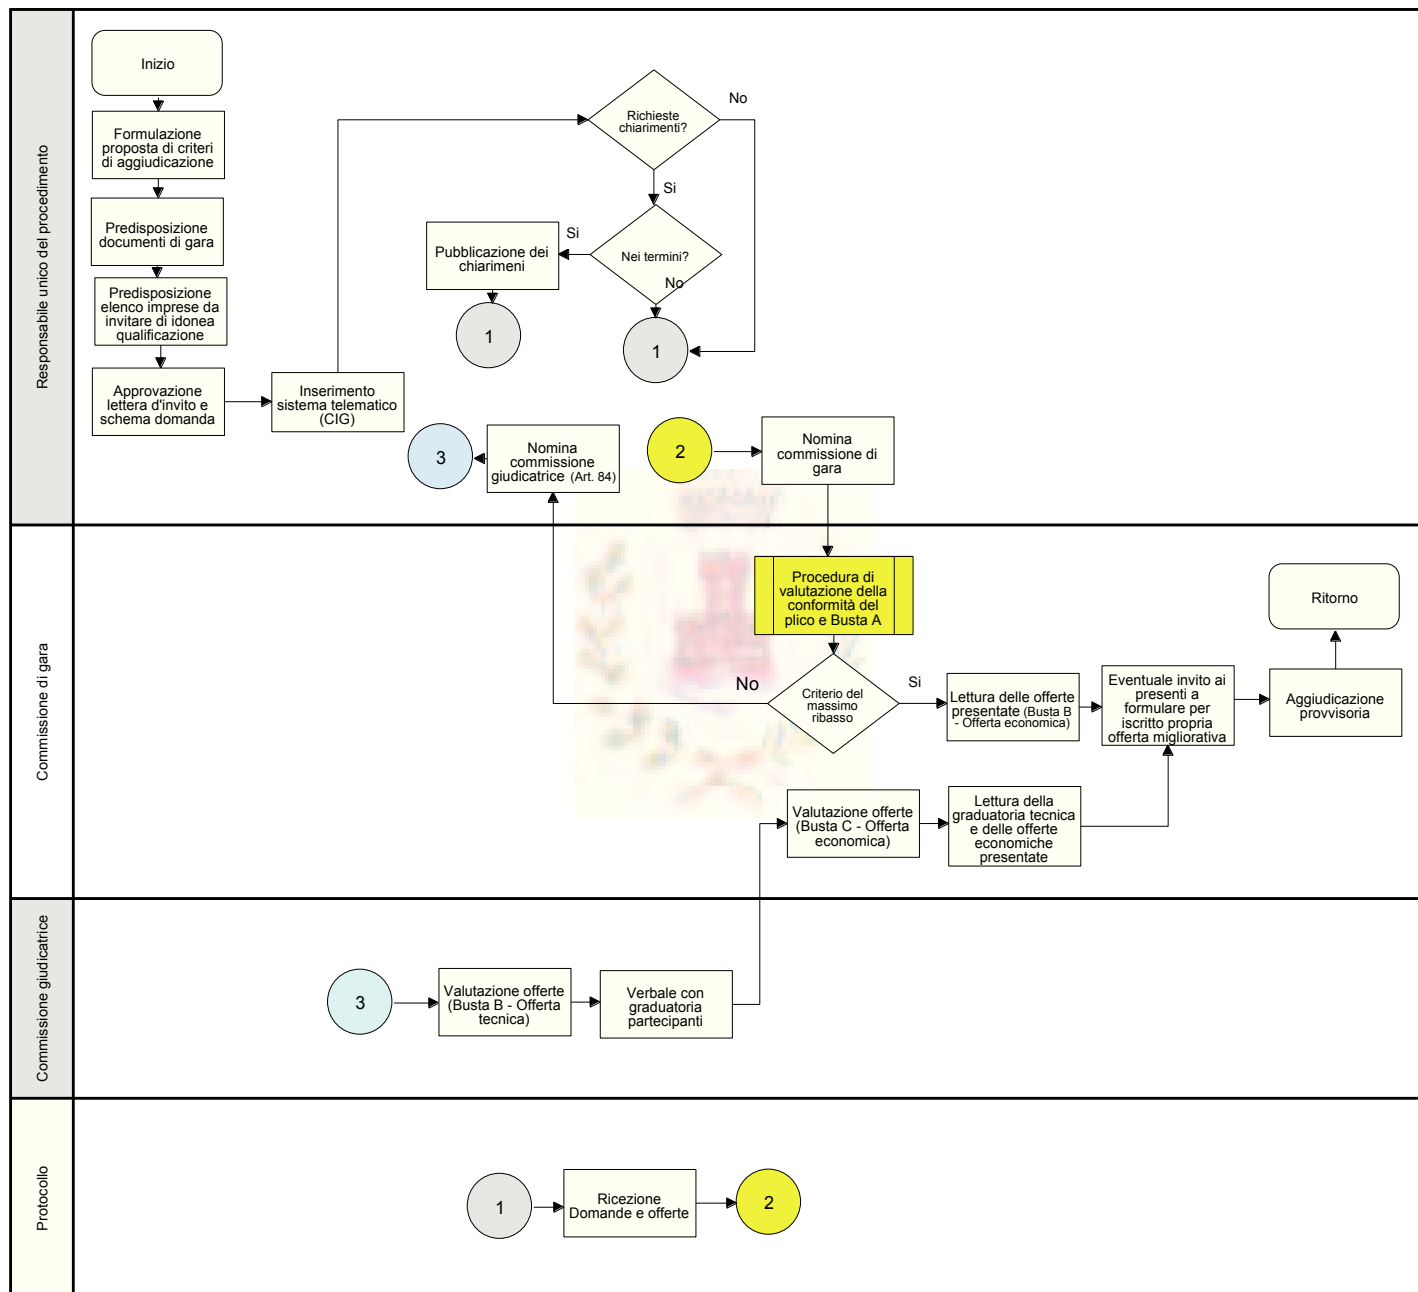 Responsabile unico del procedimento
Inizio
Formulazione
proposta di criteri
di aggiudicazione
Predisposizione
documenti di gara
Predisposizione
elenco imprese da
invitare di idonea
qualificazione
Approvazione
lettera d'invito e
schema domanda
Inserimento
sistema telematico
(CIG)
Richieste
chiarimenti?
No
Si
Nei termini?
Si
No
Pubblicazione dei
chiarimeni
1
1
3
Nomina
commissione
giudicatrice (Art. 84)
2
Nomina
commissione di
gara
Commissione di gara
Procedura di
valutazione della
conformità del
plico e Busta A
Criterio del
massimo
ribasso
No
Si
Lettura delle offerte
presentate (Busta B
- Offerta economica)
Eventuale invito ai
presenti a
formulare per
iscritto propria
offerta migliorativa
Aggiudicazione
provvisoria
Ritorno
Valutazione offerte
(Busta C - Offerta
economica)
Lettura della
graduatoria tecnica
e delle offerte
economiche
presentate
Commissione giudicatrice
3
Valutazione offerte
(Busta B - Offerta
tecnica)
Verbale con
graduatoria
partecipanti
Protocollo
1
Ricezione
Domande e offerte
2